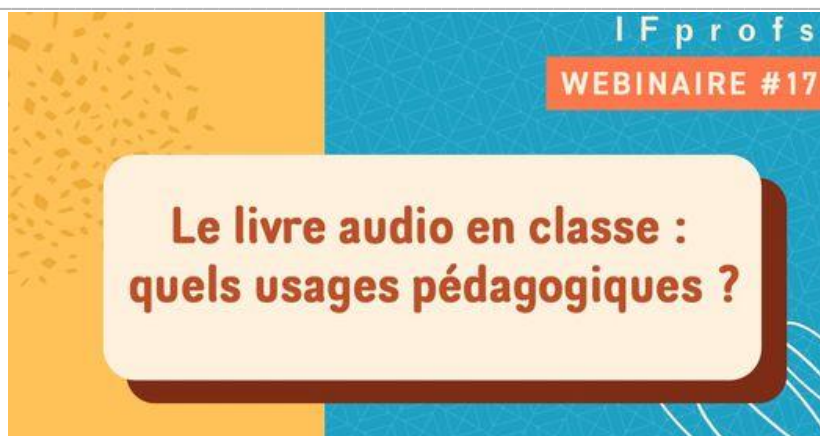 IFprofs
WEBINAIRE #17
Le livre audio en classe :
quels usages pédagogiques ?